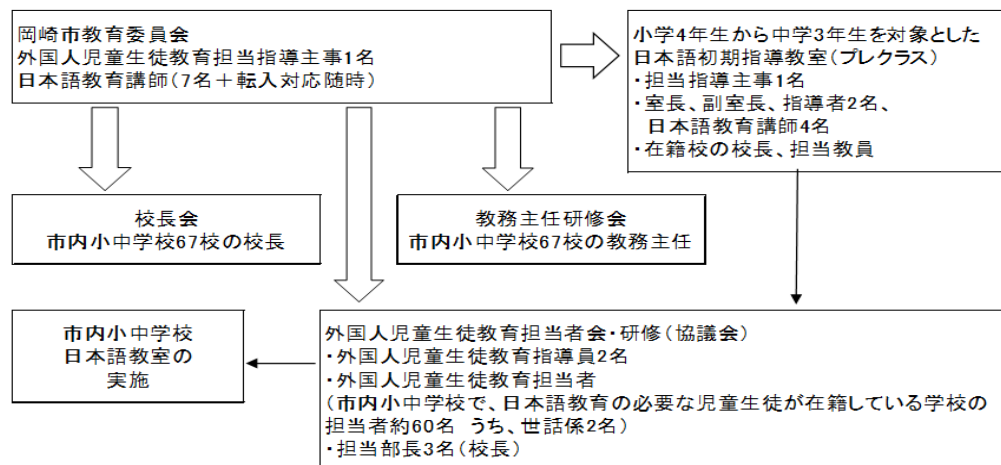 岡崎市教育委員会
外国人児童生徒教育担当指導主事1名
日本語教育講師(7名+転入対応随時)
小学4年生から中学3年生を対象とした
日本語初期指導教室(プレクラス)
・担当指導主事1名
・室長、副室長、指導者2名、
日本語教育講師4名
・在籍校の校長、担当教員
校長会
市内小中学校67校の校長
教務主任研修会
市内小中学校67校の教務主任
市内小中学校
日本語教室の
実施
外国人児童生徒教育担当者会・研修(協議会)
・外国人児童生徒教育指導員2名
・外国人児童生徒教育担当者
(市内小中学校で、日本語教育の必要な児童生徒が在籍している学校の
担当者約60名 うち、世話係2名)
・担当部長3名(校長)